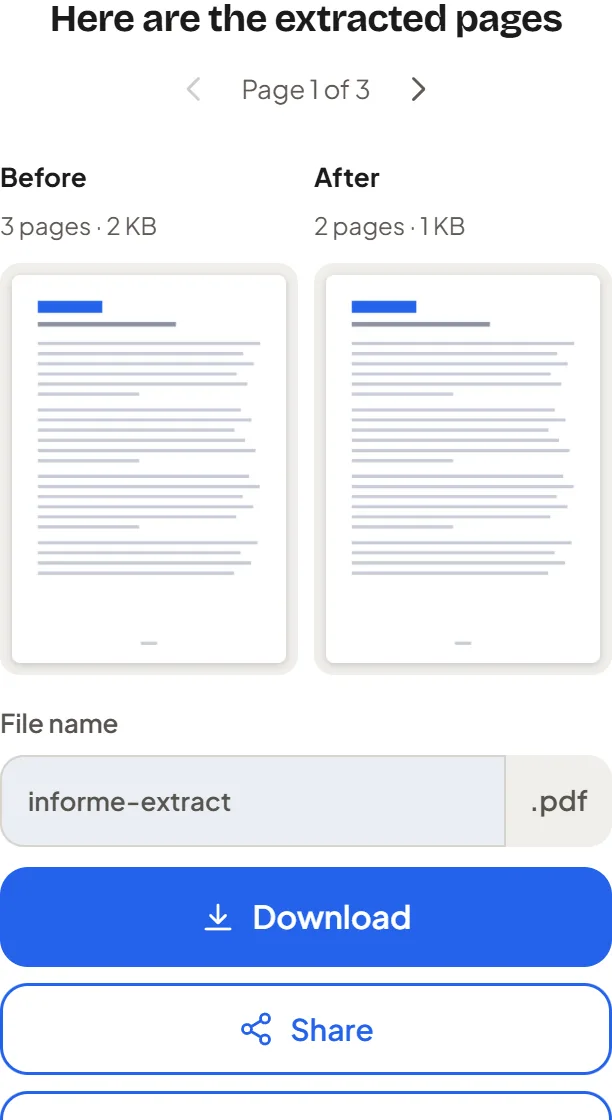 Here are the extracted pages
Page 1 of 3
Before
3 pages · 2 KB
After
2 pages · 1 KB
File name
informe-extract
.pdf
Download
Share